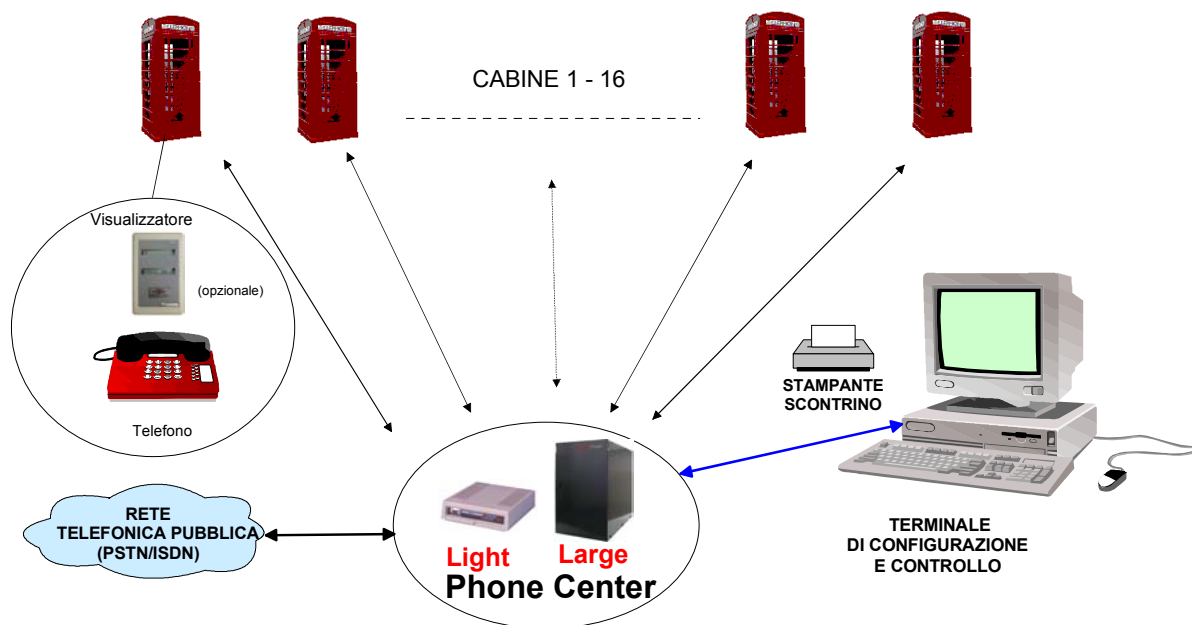 CABINE 1 - 16
Visualizzatore
(opzionale)
Telefono
STAMPANTE
SCONTRINO
RETE
TELEFONICA PUBBLICA
(PSTN/ISDN)
Light
Large
Phone Center
TERMINALE
DI CONFIGURAZIONE
E CONTROLLO